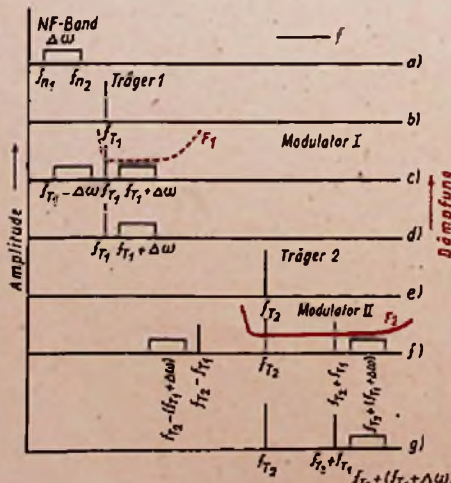 NF-Band
Δω
f
f_n1 f_n2
a)
Träger 1
b)
f_T1
F_1
Modulator I
c)
f_T1-Δω f_T1 f_T1+Δω
d)
f_T1 f_T1+Δω
Amplitude
Dämpfung
Träger 2
e)
f_T2
Modulator II
F_2
f)
f_T2-(f_T1+Δω)
f_T2-f_T1
f_T2
f_T2+f_T1
f_T2+(f_T1+Δω)
g)
f_T2
f_T2+f_T1
f_T2+(f_T1+Δω)